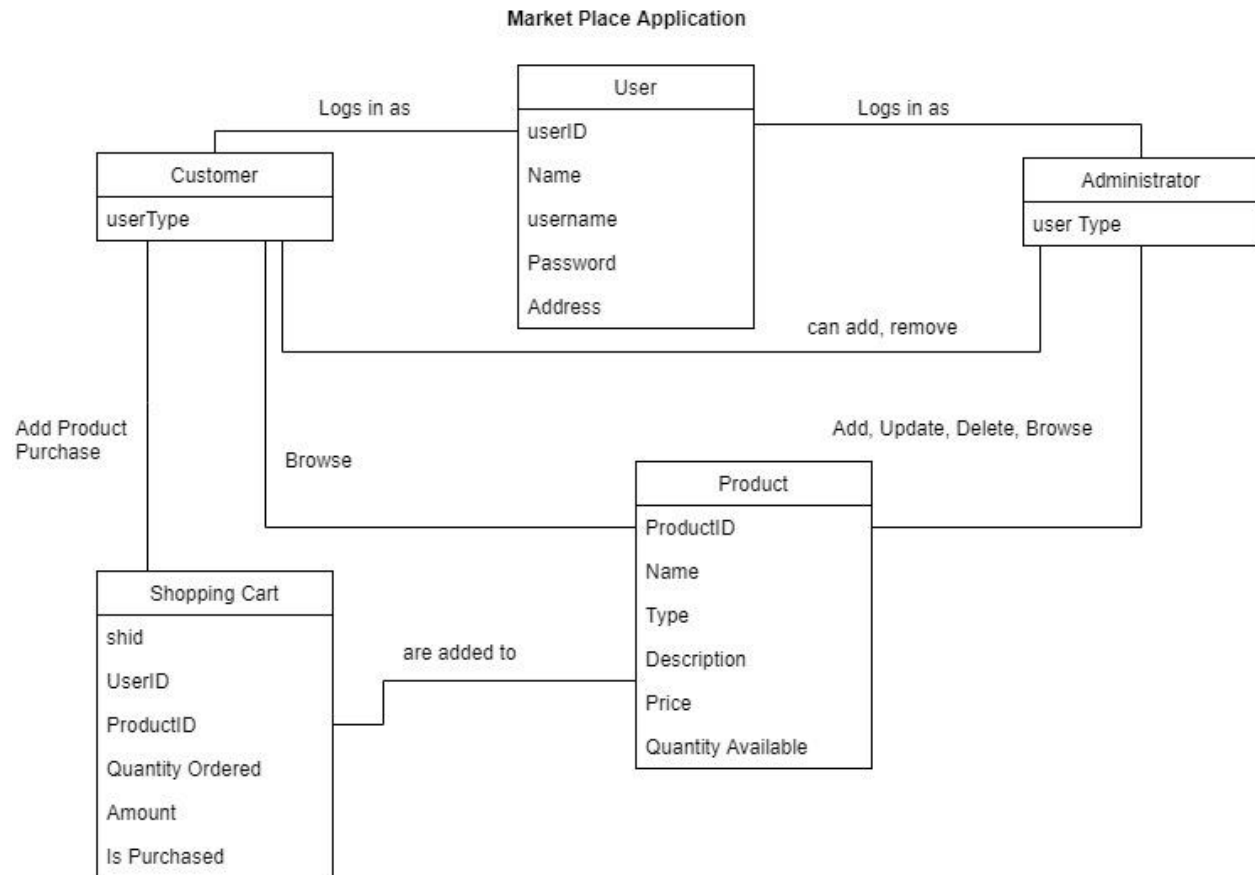 Market Place Application
User
userID
Name
username
Password
Address
Logs in as
Logs in as
Customer
userType
Administrator
user Type
can add, remove
Add Product
Purchase
Browse
Add, Update, Delete, Browse
Product
ProductID
Name
Type
Description
Price
Quantity Available
are added to
Shopping Cart
shid
UserID
ProductID
Quantity Ordered
Amount
Is Purchased